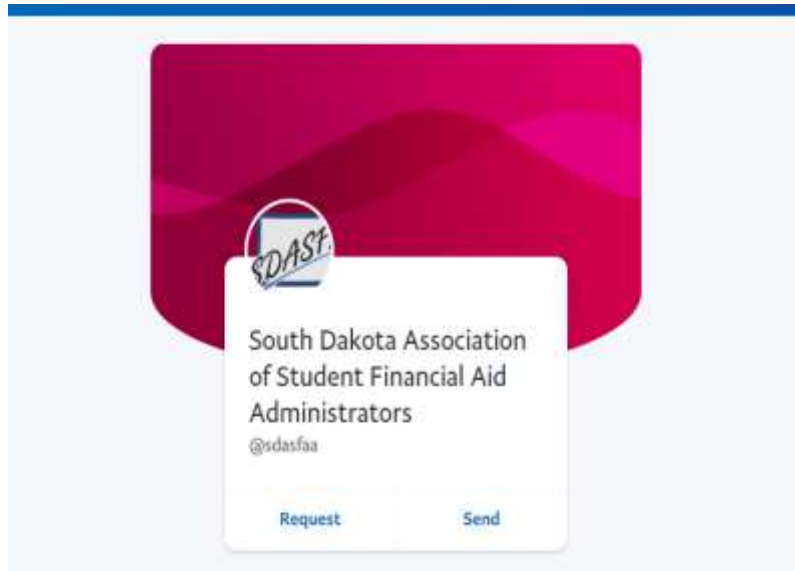 SDASF
South Dakota Association
of Student Financial Aid
Administrators
@sdasfaa
Request
Send